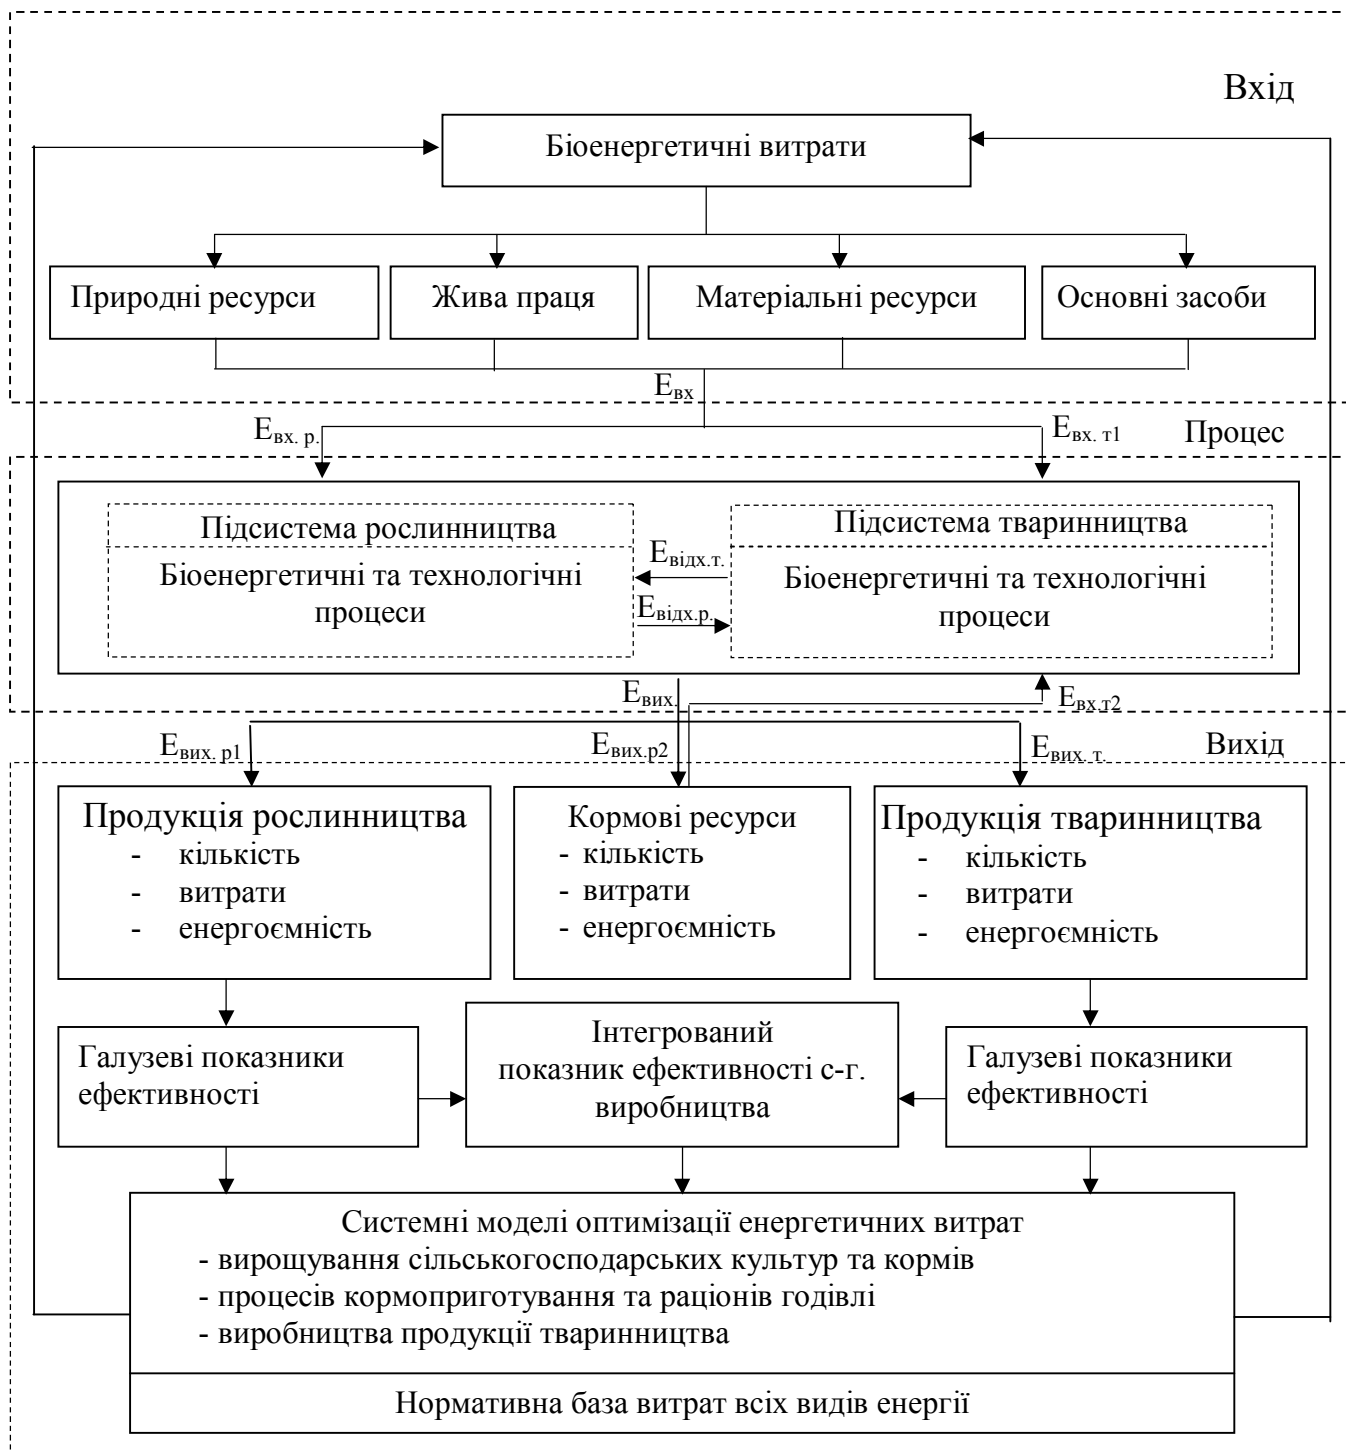 Вхід
Біоенергетичні витрати
Природні ресурси
Жива праця
Матеріальні ресурси
Основні засоби
Евх
Евх. р.
Евх. т1
Процес
Підсистема рослинництва
Підсистема тваринництва
Біоенергетичні та технологічні
процеси
Евідх.т.
Евідх.р.
Біоенергетичні та технологічні
процеси
Евих.
Евх.т2
Евих. р1
Евих.р2
Евих. т.
Вихід
Продукція рослинництва
- кількість
- витрати
- енергоємність
Кормові ресурси
- кількість
- витрати
- енергоємність
Продукція тваринництва
- кількість
- витрати
- енергоємність
Галузеві показники
ефективності
Інтегрований
показник ефективності с-г.
виробництва
Галузеві показники
ефективності
Системні моделі оптимізації енергетичних витрат
- вирощування сільськогосподарських культур та кормів
- процесів кормоприготування та раціонів годівлі
- виробництва продукції тваринництва
Нормативна база витрат всіх видів енергії